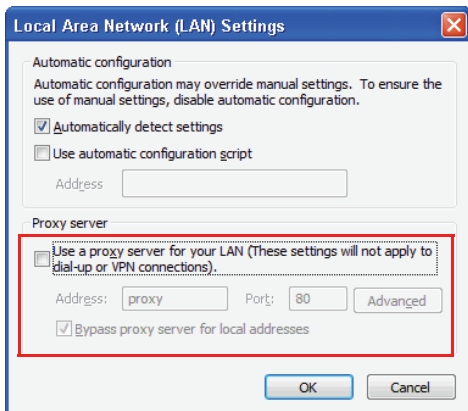 Local Area Network (LAN) Settings
Automatic configuration
Automatic configuration may override manual settings. To ensure the
use of manual settings, disable automatic configuration.
Automatically detect settings
Use automatic configuration script
Address
Proxy server
Use a proxy server for your LAN (These settings will not apply to
dial-up or VPN connections).
Address: proxy Port: 80 Advanced
Bypass proxy server for local addresses
OK Cancel